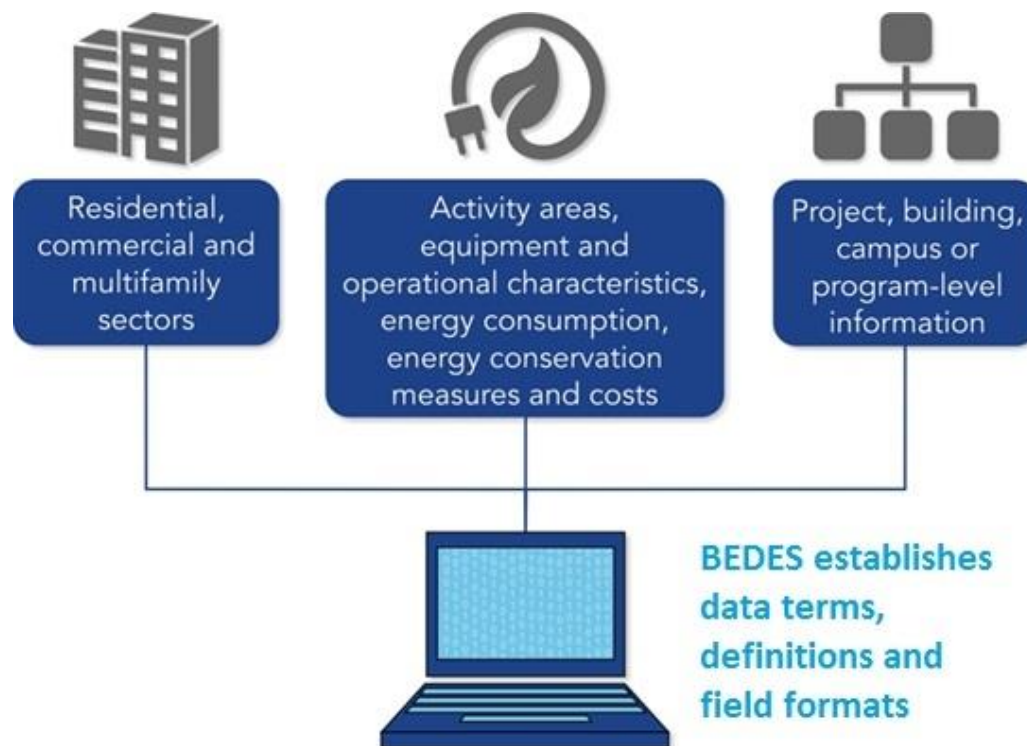 Residential,
commercial and
multifamily
sectors
Activity areas,
equipment and
operational characteristics,
energy consumption,
energy conservation
measures and costs
Project, building,
campus or
program-level
information
BEDES establishes
data terms,
definitions and
field formats